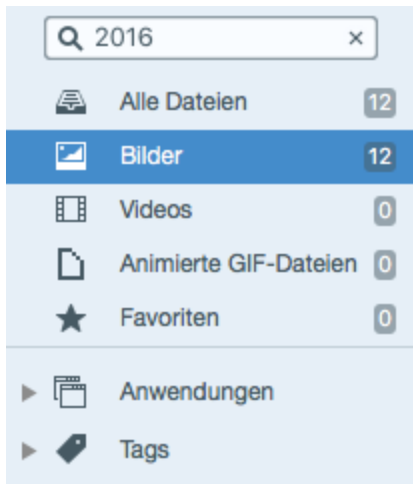 2016 ×
Alle Dateien 12
Bilder 12
Videos 0
Animierte GIF-Dateien 0
Favoriten 0
Anwendungen
Tags